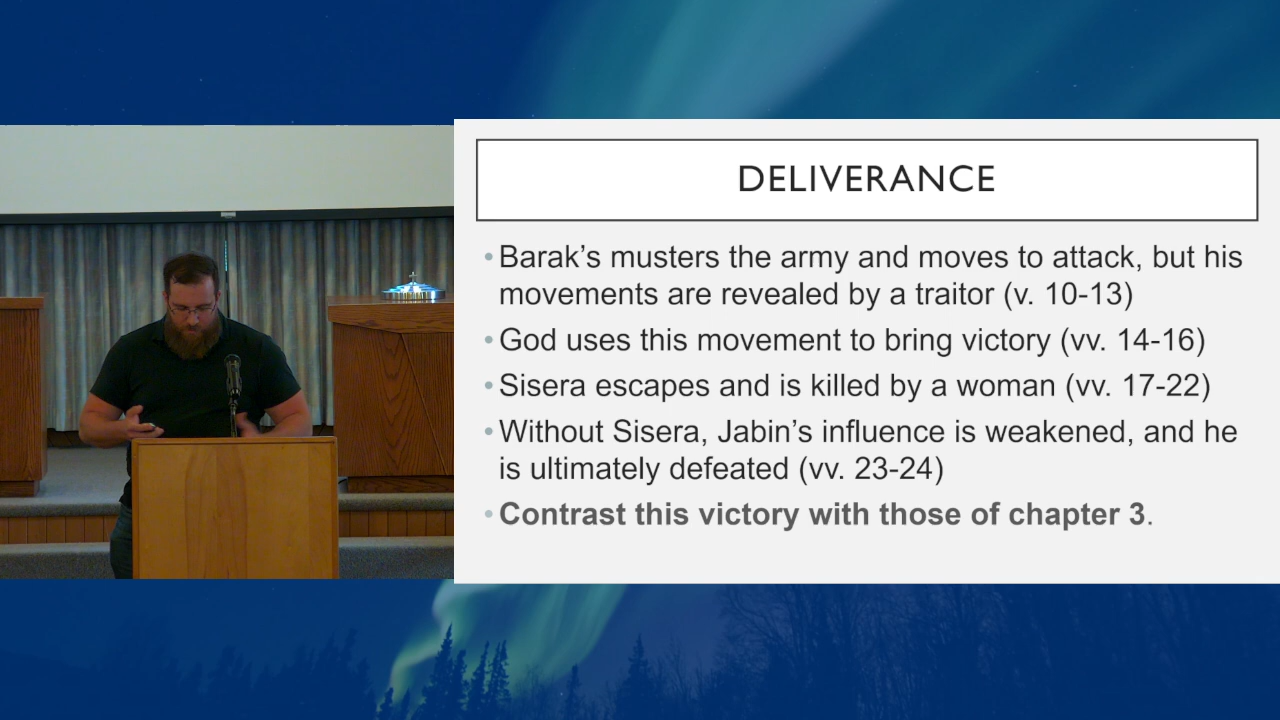 DELIVERANCE
•Barak’s musters the army and moves to attack, but his
movements are revealed by a traitor (v. 10-13)
•God uses this movement to bring victory (vv. 14-16)
•Sisera escapes and is killed by a woman (vv. 17-22)
•Without Sisera, Jabin’s influence is weakened, and he
is ultimately defeated (vv. 23-24)
•Contrast this victory with those of chapter 3.